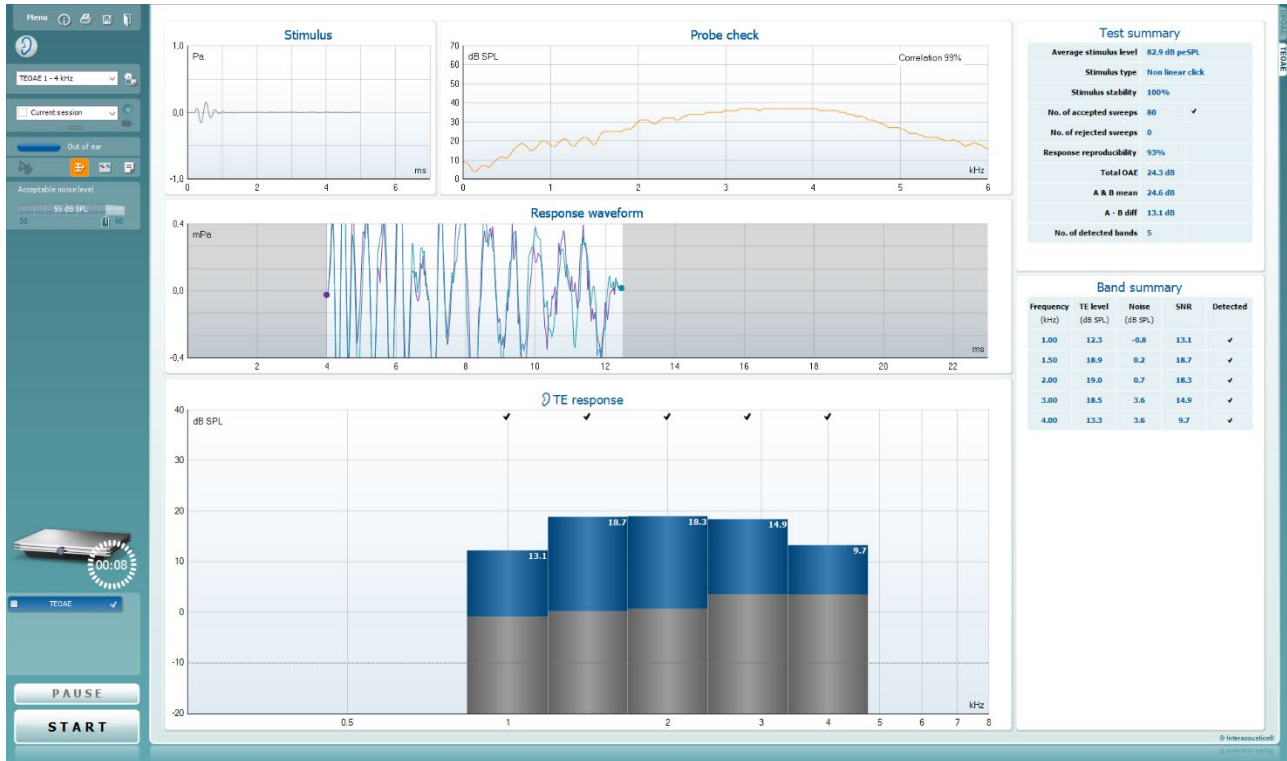 Menu
TEOAE 1 - 4 kHz
Current session
Out of ear
Acceptable noise level
55 dB SPL
30 60
00:08
TEOAE
PAUSE
START
Stimulus
1,0
Pa
0,0
-1,0
ms
0 2 4 6
Probe check
70
dB SPL
Correlation 99%
60
50
40
30
20
10
0
kHz
0 1 2 3 4 5 6
Response waveform
0,4
mPa
0,0
-0,4
ms
2 4 6 8 10 12 14 16 18 20 22
TE response
40
dB SPL
30
20
10
0
-10
-20
13.1 18.7 18.3 14.9 9.7
kHz
0.5 1 2 3 4 5 6 7 8
Test summary
Average stimulus level 82.9 dB peSPL
Stimulus type Non linear click
Stimulus stability 100%
No. of accepted sweeps 80 ✓
No. of rejected sweeps 0
Response reproducibility 93%
Total OAE 24.3 dB
A & B mean 24.6 dB
A - B diff 13.1 dB
No. of detected bands 5
Band summary
Frequency TE level Noise SNR Detected
(kHz) (dB SPL) (dB SPL)
1.00 12.3 -0.8 13.1 ✓
1.50 18.9 0.2 18.7 ✓
2.00 19.0 0.7 18.3 ✓
3.00 18.5 3.6 14.9 ✓
4.00 13.3 3.6 9.7 ✓
TEOAE
© Interacoustics®